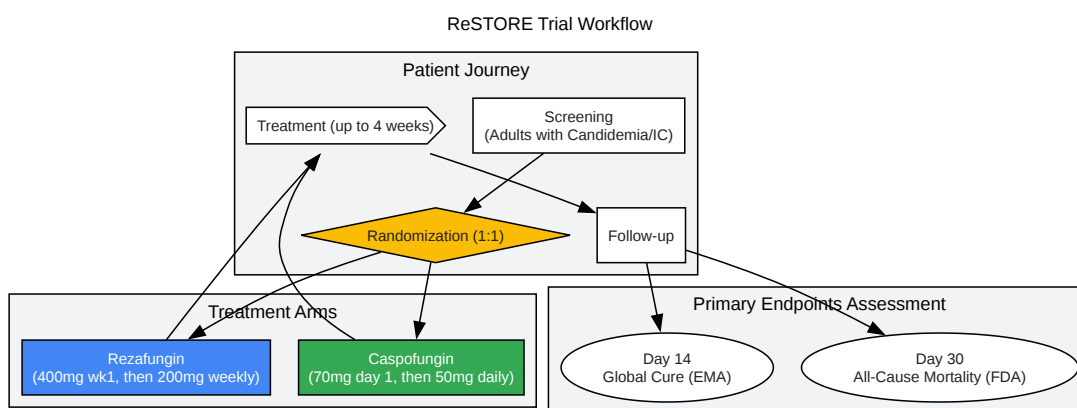 ReSTORE Trial Workflow
Patient Journey
Treatment (up to 4 weeks)
Screening
(Adults with Candidemia/IC)
Randomization (1:1)
Follow-up
Treatment Arms
Rezafungin
(400mg wk1, then 200mg weekly)
Caspofungin
(70mg day 1, then 50mg daily)
Primary Endpoints Assessment
Day 14
Global Cure (EMA)
Day 30
All-Cause Mortality (FDA)